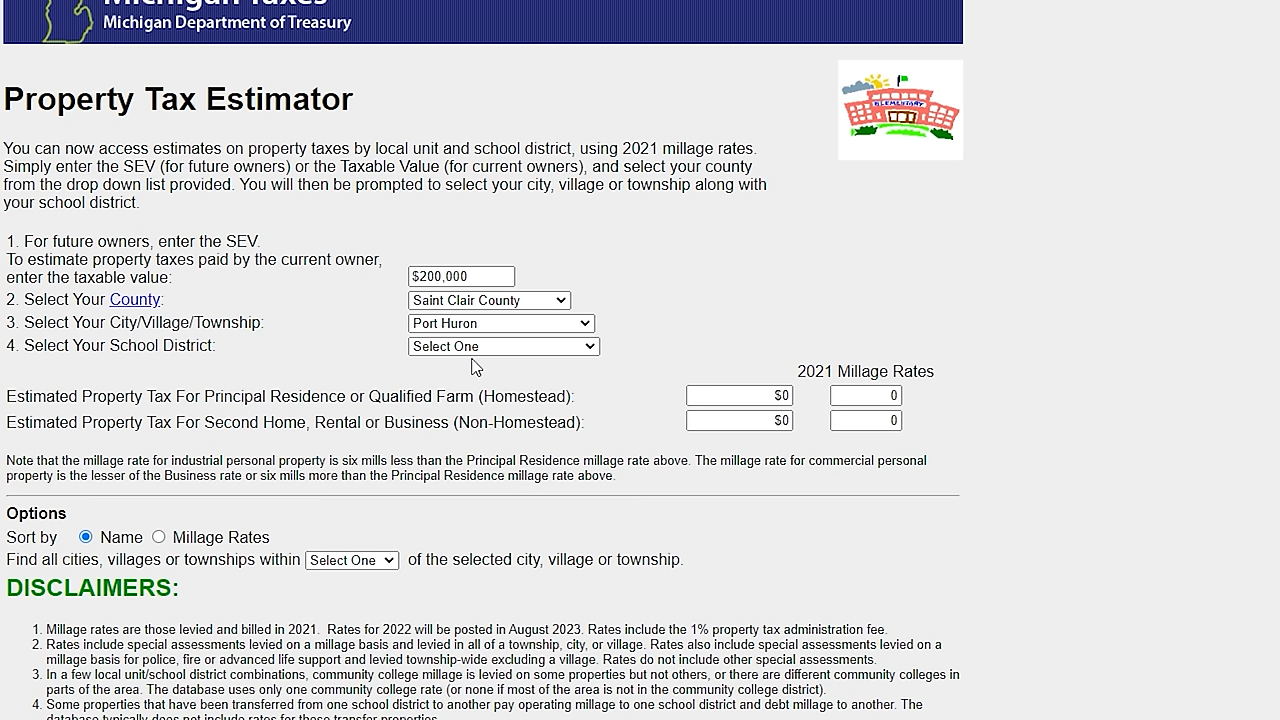 Michigan Taxes
Michigan Department of Treasury
ELEMENTARY
Property Tax Estimator
You can now access estimates on property taxes by local unit and school district, using 2021 millage rates.
Simply enter the SEV (for future owners) or the Taxable Value (for current owners), and select your county
from the drop down list provided. You will then be prompted to select your city, village or township along with
your school district.
1. For future owners, enter the SEV.
To estimate property taxes paid by the current owner,
enter the taxable value: $200,000
2. Select Your County: Saint Clair County
3. Select Your City/Village/Township: Port Huron
4. Select Your School District: Select One
2021 Millage Rates
Estimated Property Tax For Principal Residence or Qualified Farm (Homestead): $0 0
Estimated Property Tax For Second Home, Rental or Business (Non-Homestead): $0 0
Note that the millage rate for industrial personal property is six mills less than the Principal Residence millage rate above. The millage rate for commercial personal
property is the lesser of the Business rate or six mills more than the Principal Residence millage rate above.
Options
Sort by Name Millage Rates
Find all cities, villages or townships within Select One of the selected city, village or township.
DISCLAIMERS:
1. Millage rates are those levied and billed in 2021. Rates for 2022 will be posted in August 2023. Rates include the 1% property tax administration fee.
2. Rates include special assessments levied on a millage basis and levied in all of a township, city, or village. Rates also include special assessments levied on a
millage basis for police, fire or advanced life support and levied township-wide excluding a village. Rates do not include other special assessments.
3. In a few local unit/school district combinations, community college millage is levied on some properties but not others, or there are different community colleges in
parts of the area. The database uses only one community college rate (or none if most of the area is not in the community college district).
4. Some properties that have been transferred from one school district to another pay operating millage to one school district and debt millage to another. The
database typically does not include rates for these transfer properties.